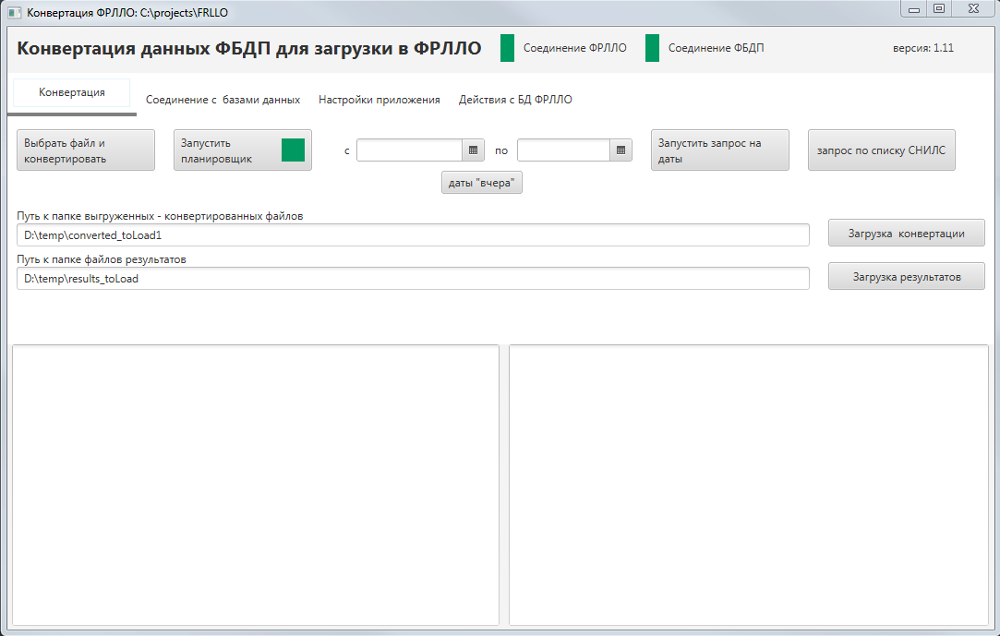 Конвертация ФРЛЛО: C:\projects\FRLLO
Конвертация данных ФБДП для загрузки в ФРЛЛО
Соединение ФРЛЛО
Соединение ФБДП
версия: 1.11
Конвертация
Соединение с  базами данных
Настройки приложения
Действия с БД ФРЛЛО
Выбрать файл и
конвертировать
Запустить
планировщик
с
по
Запустить запрос на
даты
запрос по списку СНИЛС
даты "вчера"
Путь к папке выгруженных - конвертированных файлов
D:\temp\converted_toLoad1
Загрузка  конвертации
Путь к папке файлов результатов
D:\temp\results_toLoad
Загрузка результатов